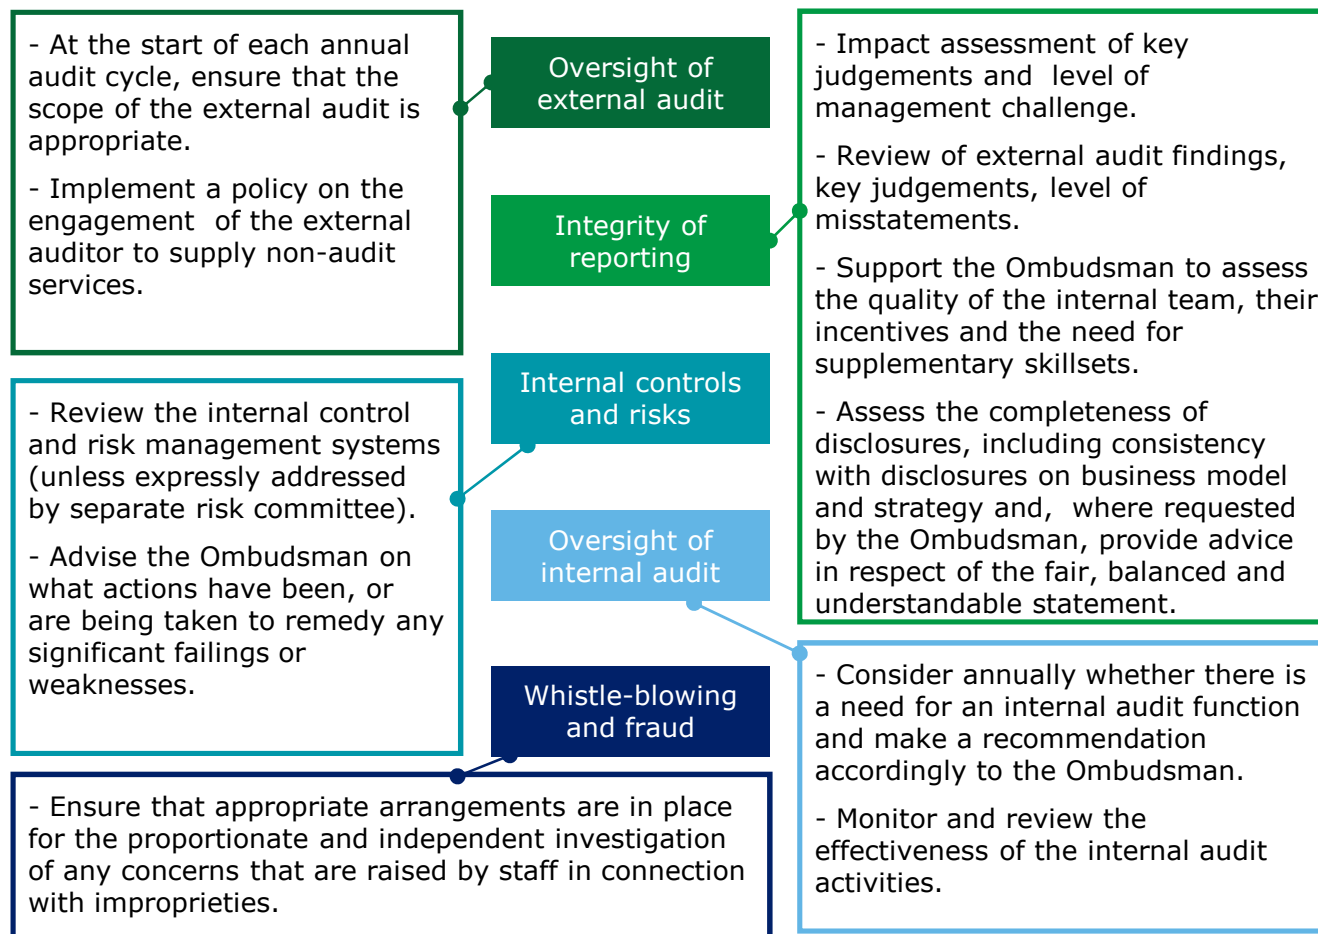 Oversight of
external audit
- At the start of each annual
audit cycle, ensure that the
scope of the external audit is
appropriate.
- Implement a policy on the
engagement  of the external
auditor to supply non-audit
services.
Integrity of
reporting
- Impact assessment of key
judgements and  level of
management challenge.
- Review of external audit findings,
key judgements, level of
misstatements.
- Support the Ombudsman to assess
the quality of the internal team, their
incentives and the need for
supplementary skillsets.
- Assess the completeness of
disclosures, including consistency
with disclosures on business model
and strategy and,  where requested
by the Ombudsman, provide advice
in respect of the fair, balanced and
understandable statement.
Internal controls
and risks
- Review the internal control
and risk management systems
(unless expressly addressed
by separate risk committee).
- Advise the Ombudsman on
what actions have been, or
are being taken to remedy any
significant failings or
weaknesses.
Oversight of
internal audit
- Consider annually whether there is
a need for an internal audit function
and make a recommendation
accordingly to the Ombudsman.
- Monitor and review the
effectiveness of the internal audit
activities.
Whistle-blowing
and fraud
- Ensure that appropriate arrangements are in place
for the proportionate and independent investigation
of any concerns that are raised by staff in connection
with improprieties.